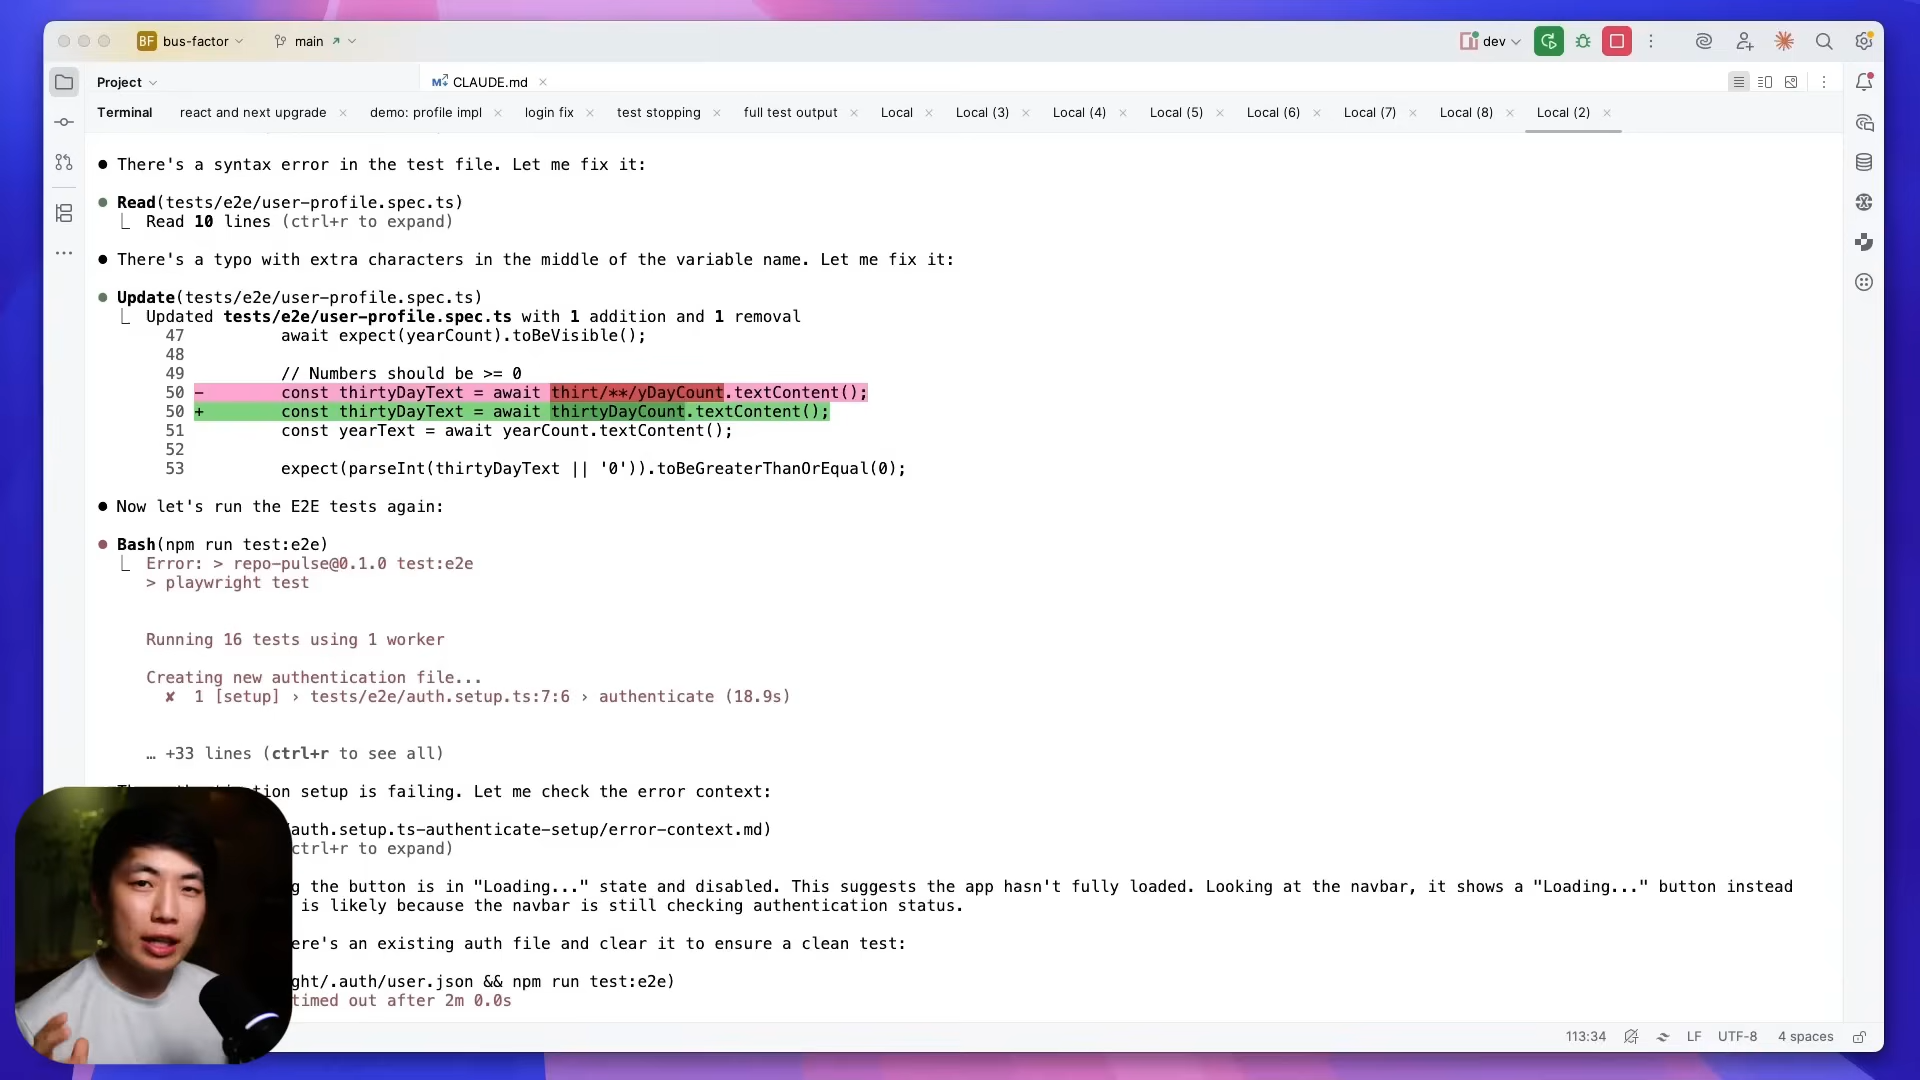 BF bus-factor main dev
Project CLAUDE.md
Terminal react and next upgrade demo: profile impl login fix test stopping full test output Local Local (3) Local (4) Local (5) Local (6) Local (7) Local (8) Local (2)
● There's a syntax error in the test file. Let me fix it:
● Read(tests/e2e/user-profile.spec.ts)
Read 10 lines (ctrl+r to expand)
● There's a typo with extra characters in the middle of the variable name. Let me fix it:
● Update(tests/e2e/user-profile.spec.ts)
Updated tests/e2e/user-profile.spec.ts with 1 addition and 1 removal
47 await expect(yearCount).toBeVisible();
48
49 // Numbers should be >= 0
50 - const thirtyDayText = await thirt/**/yDayCount.textContent();
50 + const thirtyDayText = await thirtyDayCount.textContent();
51 const yearText = await yearCount.textContent();
52
53 expect(parseInt(thirtyDayText || '0')).toBeGreaterThanOrEqual(0);
● Now let's run the E2E tests again:
● Bash(npm run test:e2e)
Error: > repo-pulse@0.1.0 test:e2e
> playwright test
Running 16 tests using 1 worker
Creating new authentication file...
✘ 1 [setup] › tests/e2e/auth.setup.ts:7:6 › authenticate (18.9s)
… +33 lines (ctrl+r to see all)
setup is failing. Let me check the error context:
/auth.setup.ts-authenticate-setup/error-context.md)
ctrl+r to expand)
the button is in "Loading..." state and disabled. This suggests the app hasn't fully loaded. Looking at the navbar, it shows a "Loading..." button instead
is likely because the navbar is still checking authentication status.
ere's an existing auth file and clear it to ensure a clean test:
ght/.auth/user.json && npm run test:e2e)
timed out after 2m 0.0s
113:34 LF UTF-8 4 spaces